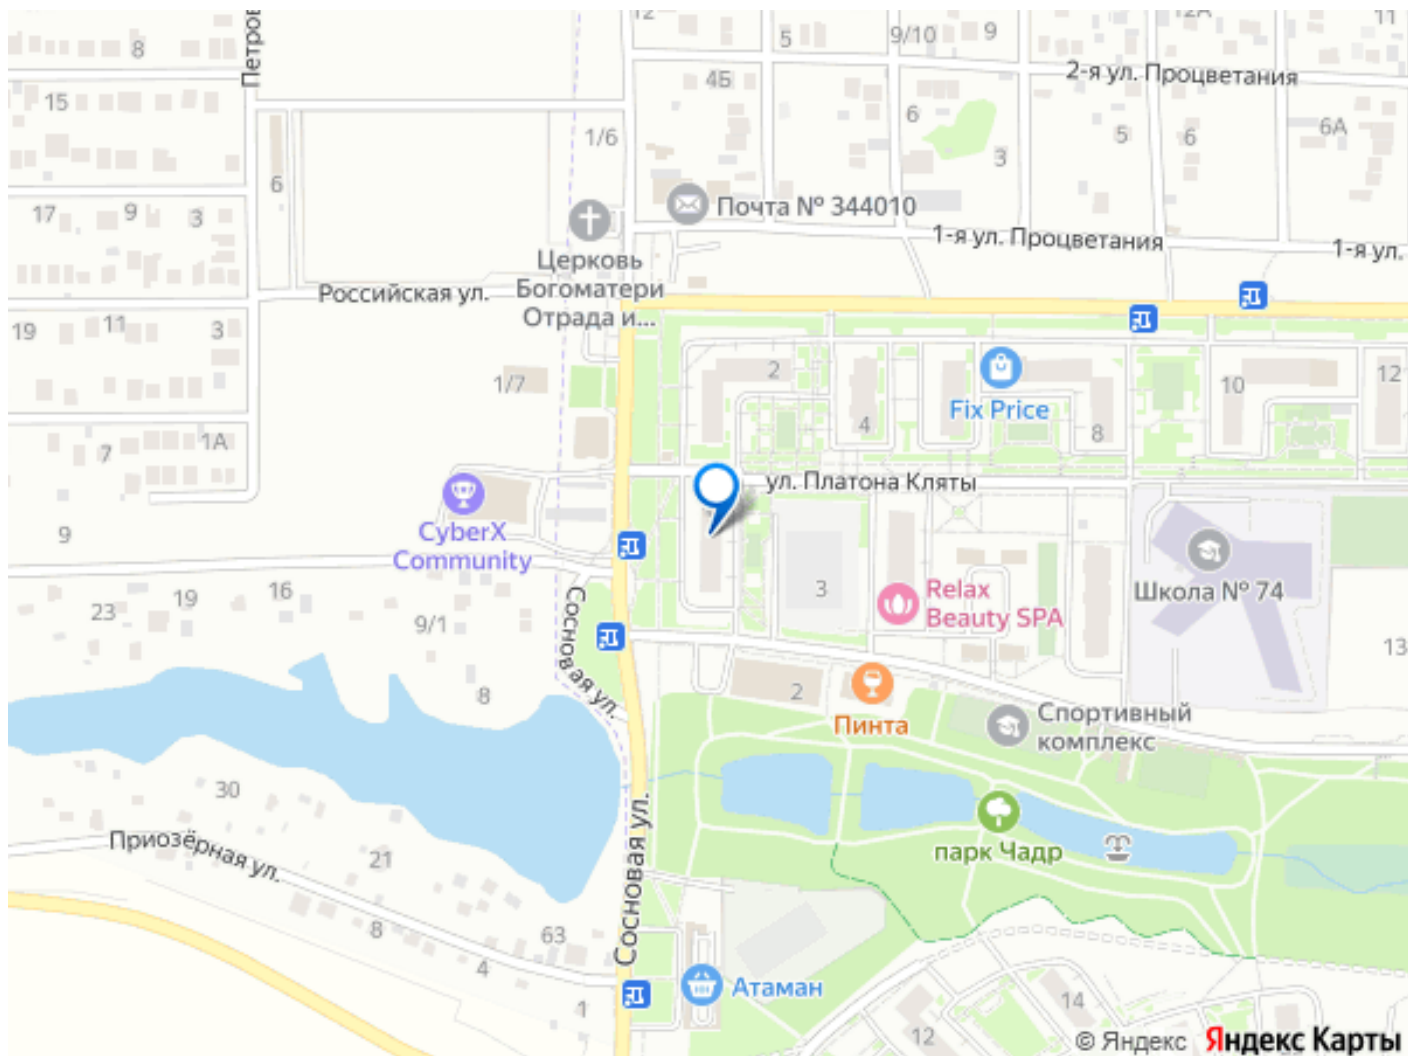 12
12А
11
5
9/10
9
8
Петров
4Б
2-я ул. Процветания
15
1/6
6
5
6
6А
3
6
17
9
3
Почта № 344010
1-я ул. Процветания
1-я ул.
Церковь
Богоматери
Отрада и...
Российская ул.
19
11
3
1/7
2
Fix Price
10
12
4
8
1А
7
ул. Платона Кляты
CyberX
Community
9
3
Школа № 74
Relax
Beauty SPA
16
19
23
9/1
Сосновая ул.
13
8
2
Пинта
Спортивный
комплекс
30
Приозёрная ул.
21
парк Чадр
Сосновая ул.
8
63
4
1
Атаман
14
12
© Яндекс Яндекс Карты